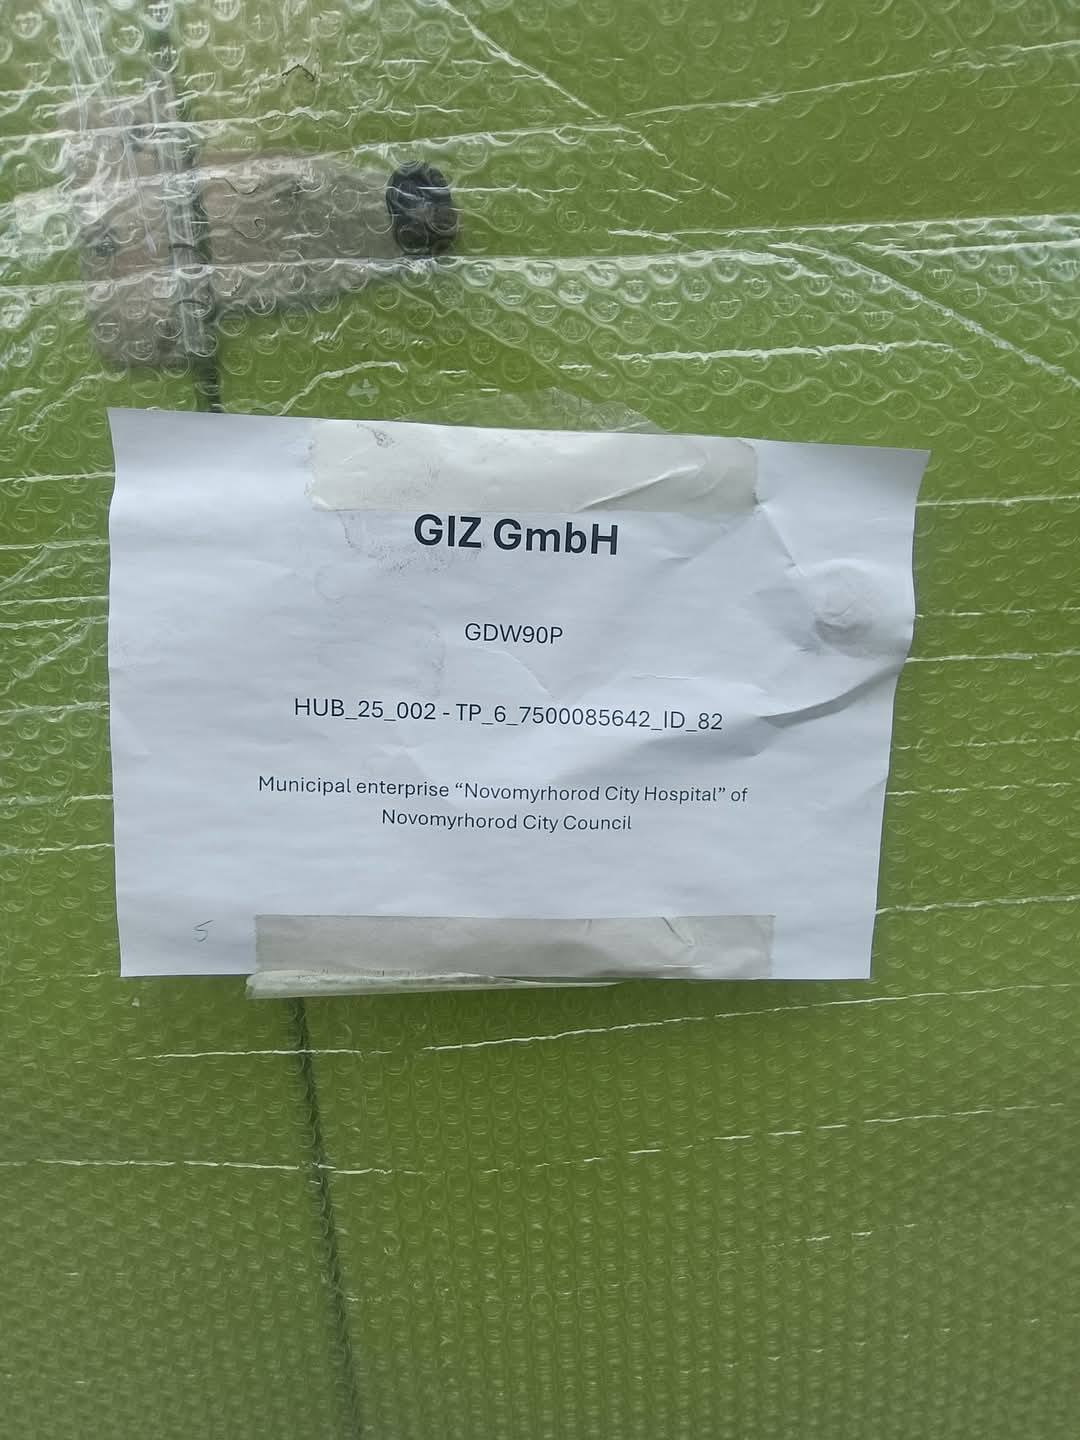 GIZ GmbH
GDW90P
HUB_25_002 - TP_6_7500085642_ID_82
Municipal enterprise “Novomyrhorod City Hospital” of
Novomyrhorod City Council
5